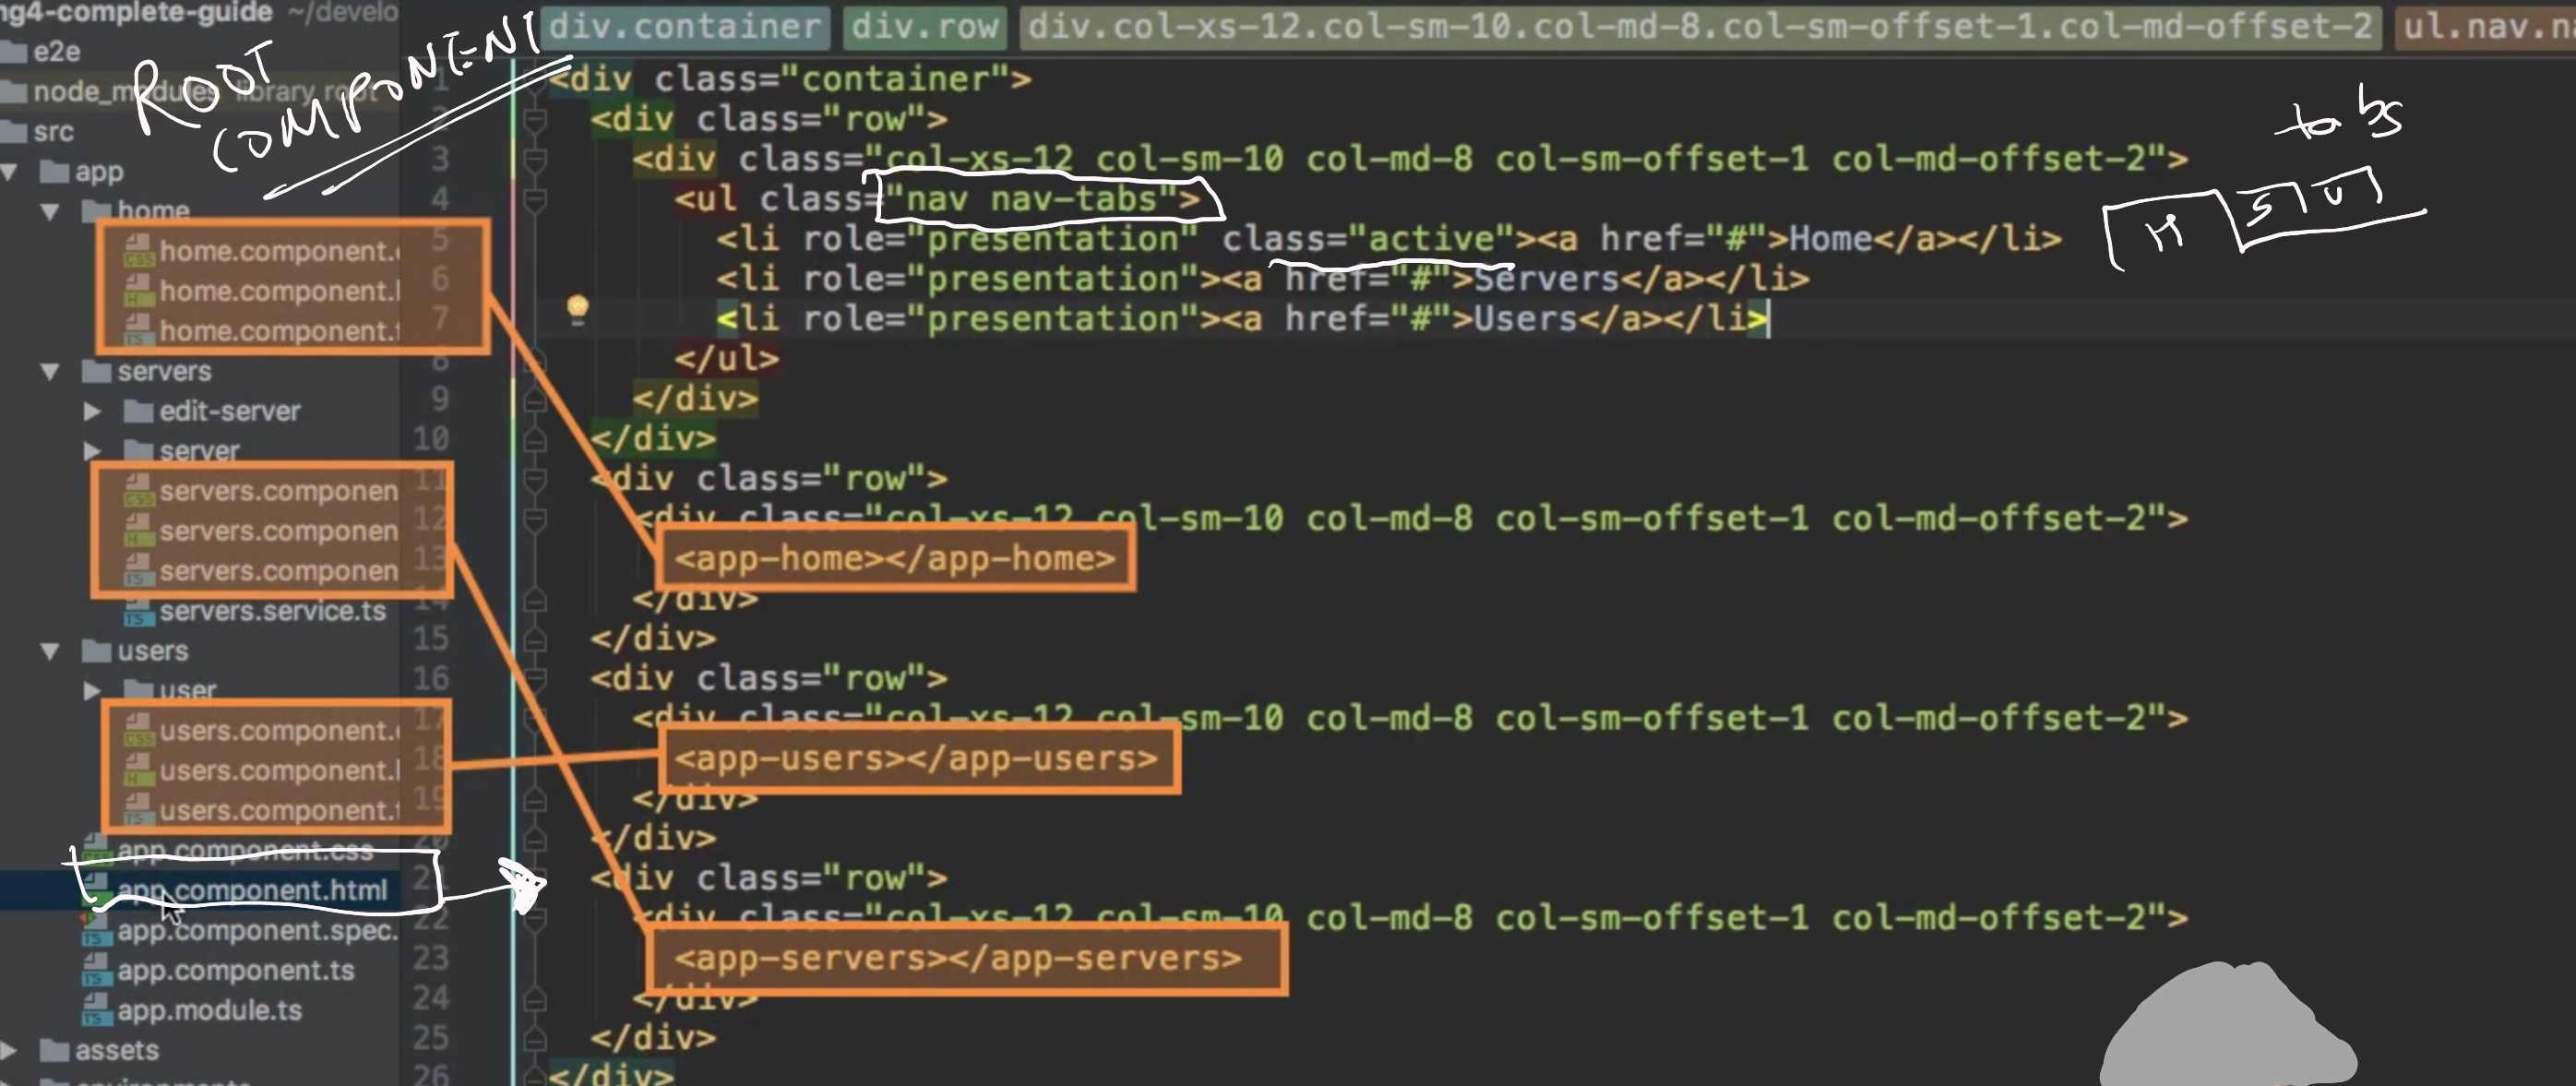 ng4-complete-guide ~/develo
e2e
node_modules library root
src
app
home
home.component.
home.component.
home.component.
servers
edit-server
server
servers.componen
servers.componen
servers.componen
servers.service.ts
users
user
users.component.
users.component.
users.component.
app.component.css
app.component.html
app.component.spec.
app.component.ts
app.module.ts
assets
environments
ROOT
COMPONENT
div.container div.row div.col-xs-12.col-sm-10.col-md-8.col-sm-offset-1.col-md-offset-2 ul.nav.na
1 <div class="container">
2 <div class="row">
3 <div class="col-xs-12 col-sm-10 col-md-8 col-sm-offset-1 col-md-offset-2">
4 <ul class="nav nav-tabs">
5 <li role="presentation" class="active"><a href="#">Home</a></li>
6 <li role="presentation"><a href="#">Servers</a></li>
7 <li role="presentation"><a href="#">Users</a></li>
8 </ul>
9 </div>
10 </div>
11 <div class="row">
12 <div class="col-xs-12 col-sm-10 col-md-8 col-sm-offset-1 col-md-offset-2">
13 <app-home></app-home>
14 </div>
15 </div>
16 <div class="row">
17 <div class="col-xs-12 col-sm-10 col-md-8 col-sm-offset-1 col-md-offset-2">
18 <app-users></app-users>
19 </div>
20 </div>
21 <div class="row">
22 <div class="col-xs-12 col-sm-10 col-md-8 col-sm-offset-1 col-md-offset-2">
23 <app-servers></app-servers>
24 </div>
25 </div>
26 </div>
tabs
H S U